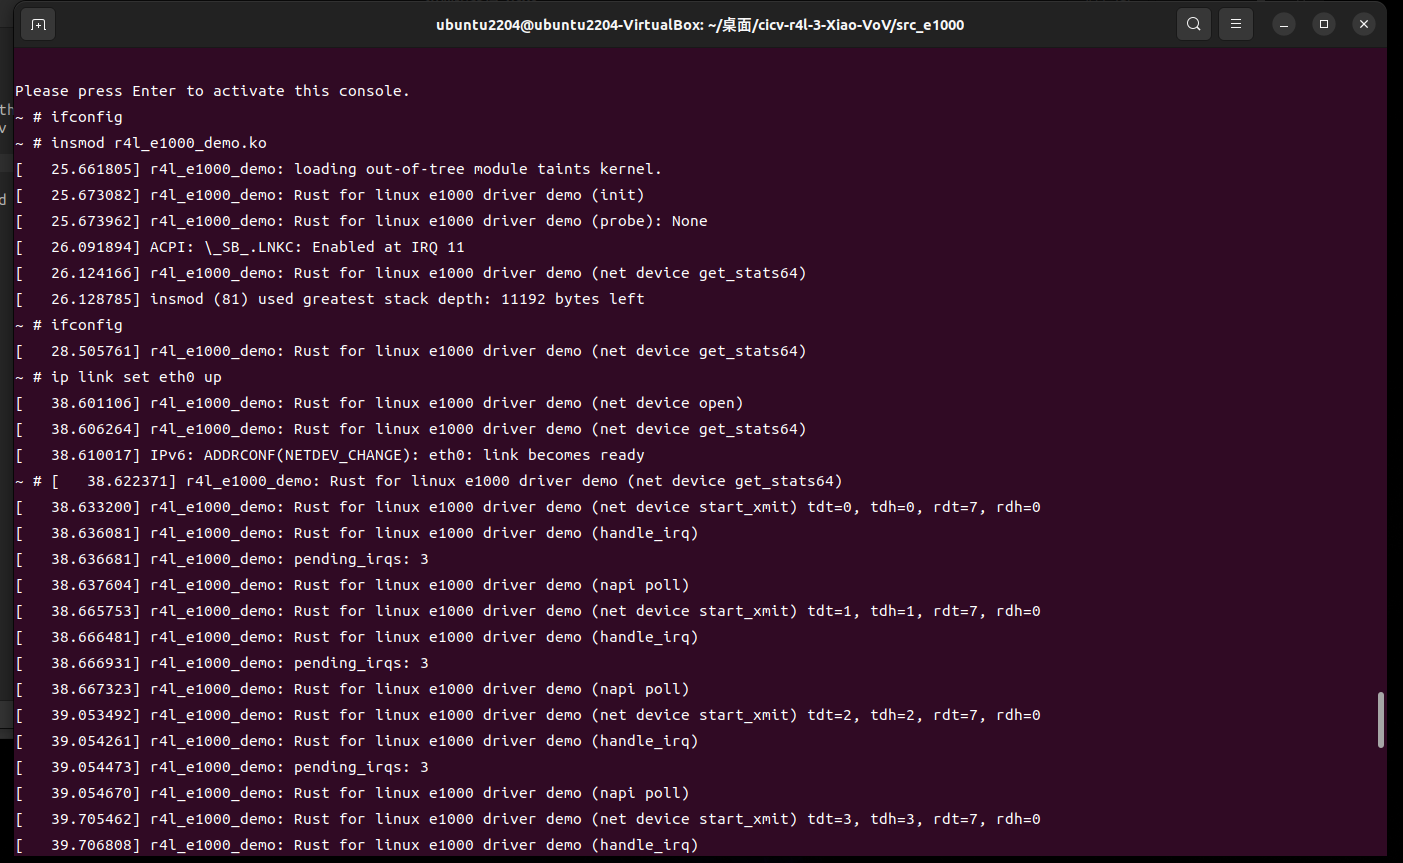 ubuntu2204@ubuntu2204-VirtualBox: ~/桌面/cicv-r4l-3-Xiao-VoV/src_e1000
Please press Enter to activate this console.
~ # ifconfig
~ # insmod r4l_e1000_demo.ko
[   25.661805] r4l_e1000_demo: loading out-of-tree module taints kernel.
[   25.673082] r4l_e1000_demo: Rust for linux e1000 driver demo (init)
[   25.673962] r4l_e1000_demo: Rust for linux e1000 driver demo (probe): None
[   26.091894] ACPI: \_SB_.LNKC: Enabled at IRQ 11
[   26.124166] r4l_e1000_demo: Rust for linux e1000 driver demo (net device get_stats64)
[   26.128785] insmod (81) used greatest stack depth: 11192 bytes left
~ # ifconfig
[   28.505761] r4l_e1000_demo: Rust for linux e1000 driver demo (net device get_stats64)
~ # ip link set eth0 up
[   38.601106] r4l_e1000_demo: Rust for linux e1000 driver demo (net device open)
[   38.606264] r4l_e1000_demo: Rust for linux e1000 driver demo (net device get_stats64)
[   38.610017] IPv6: ADDRCONF(NETDEV_CHANGE): eth0: link becomes ready
~ # [   38.622371] r4l_e1000_demo: Rust for linux e1000 driver demo (net device get_stats64)
[   38.633200] r4l_e1000_demo: Rust for linux e1000 driver demo (net device start_xmit) tdt=0, tdh=0, rdt=7, rdh=0
[   38.636081] r4l_e1000_demo: Rust for linux e1000 driver demo (handle_irq)
[   38.636681] r4l_e1000_demo: pending_irqs: 3
[   38.637604] r4l_e1000_demo: Rust for linux e1000 driver demo (napi poll)
[   38.665753] r4l_e1000_demo: Rust for linux e1000 driver demo (net device start_xmit) tdt=1, tdh=1, rdt=7, rdh=0
[   38.666481] r4l_e1000_demo: Rust for linux e1000 driver demo (handle_irq)
[   38.666931] r4l_e1000_demo: pending_irqs: 3
[   38.667323] r4l_e1000_demo: Rust for linux e1000 driver demo (napi poll)
[   39.053492] r4l_e1000_demo: Rust for linux e1000 driver demo (net device start_xmit) tdt=2, tdh=2, rdt=7, rdh=0
[   39.054261] r4l_e1000_demo: Rust for linux e1000 driver demo (handle_irq)
[   39.054473] r4l_e1000_demo: pending_irqs: 3
[   39.054670] r4l_e1000_demo: Rust for linux e1000 driver demo (napi poll)
[   39.705462] r4l_e1000_demo: Rust for linux e1000 driver demo (net device start_xmit) tdt=3, tdh=3, rdt=7, rdh=0
[   39.706808] r4l_e1000_demo: Rust for linux e1000 driver demo (handle_irq)